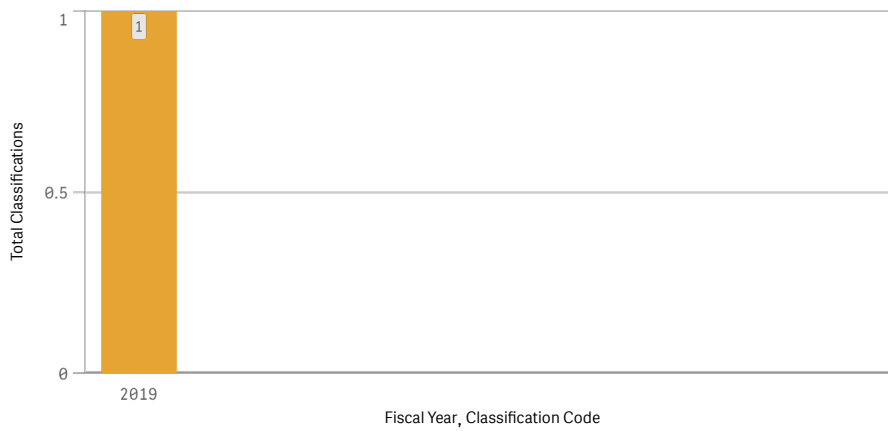 1
1
Total Classifications
0.5
0
2019
Fiscal Year, Classification Code